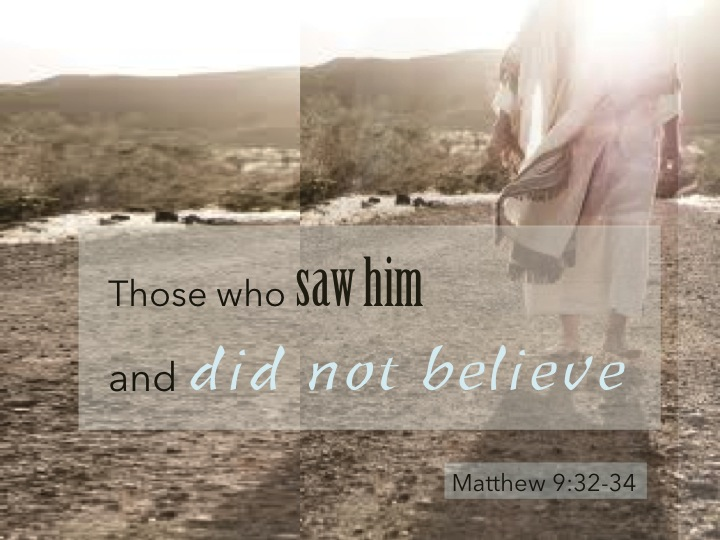 Those who saw him
and did not believe
Matthew 9:32-34